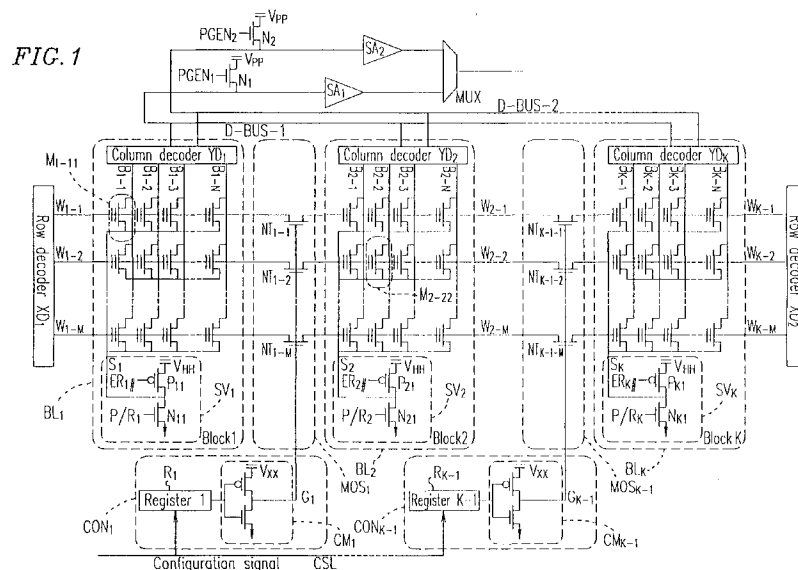 FIG. 1
PGEN2 N2 VPP
PGEN1 N1 VPP
SA2
SA1
MUX
D-BUS-1
D-BUS-2
Column decoder YD1
Column decoder YD2
Column decoder YDK
B1-1 B1-2 B1-3 B1-N
B2-1 B2-2 B2-3 B2-N
BK-1 BK-2 BK-3 BK-N
M1-11
Row decoder XD1
Row decoder XD2
W1-1 NT1-1 W2-1 NTK-1-1 WK-1
W1-2 NT1-2 W2-2 NTK-1-2 WK-2
M2-22
W1-M NT1-M W2-M NTK-1-M WK-M
S1 VHH
ER1# P11
P/R1 N11
SV1
BL1
Block1
S2 VHH
ER2# P21
P/R2 N21
SV2
BL2
Block2
SK VHH
ERK# PK1
P/RK NK1
SVK
BLK
Block K
MOS1
MOSK-1
R1
Register 1
CON1
VXX
G1
CM1
RK-1
Register K-1
CONK-1
VXX
GK-1
CMK-1
Configuration signal CSL